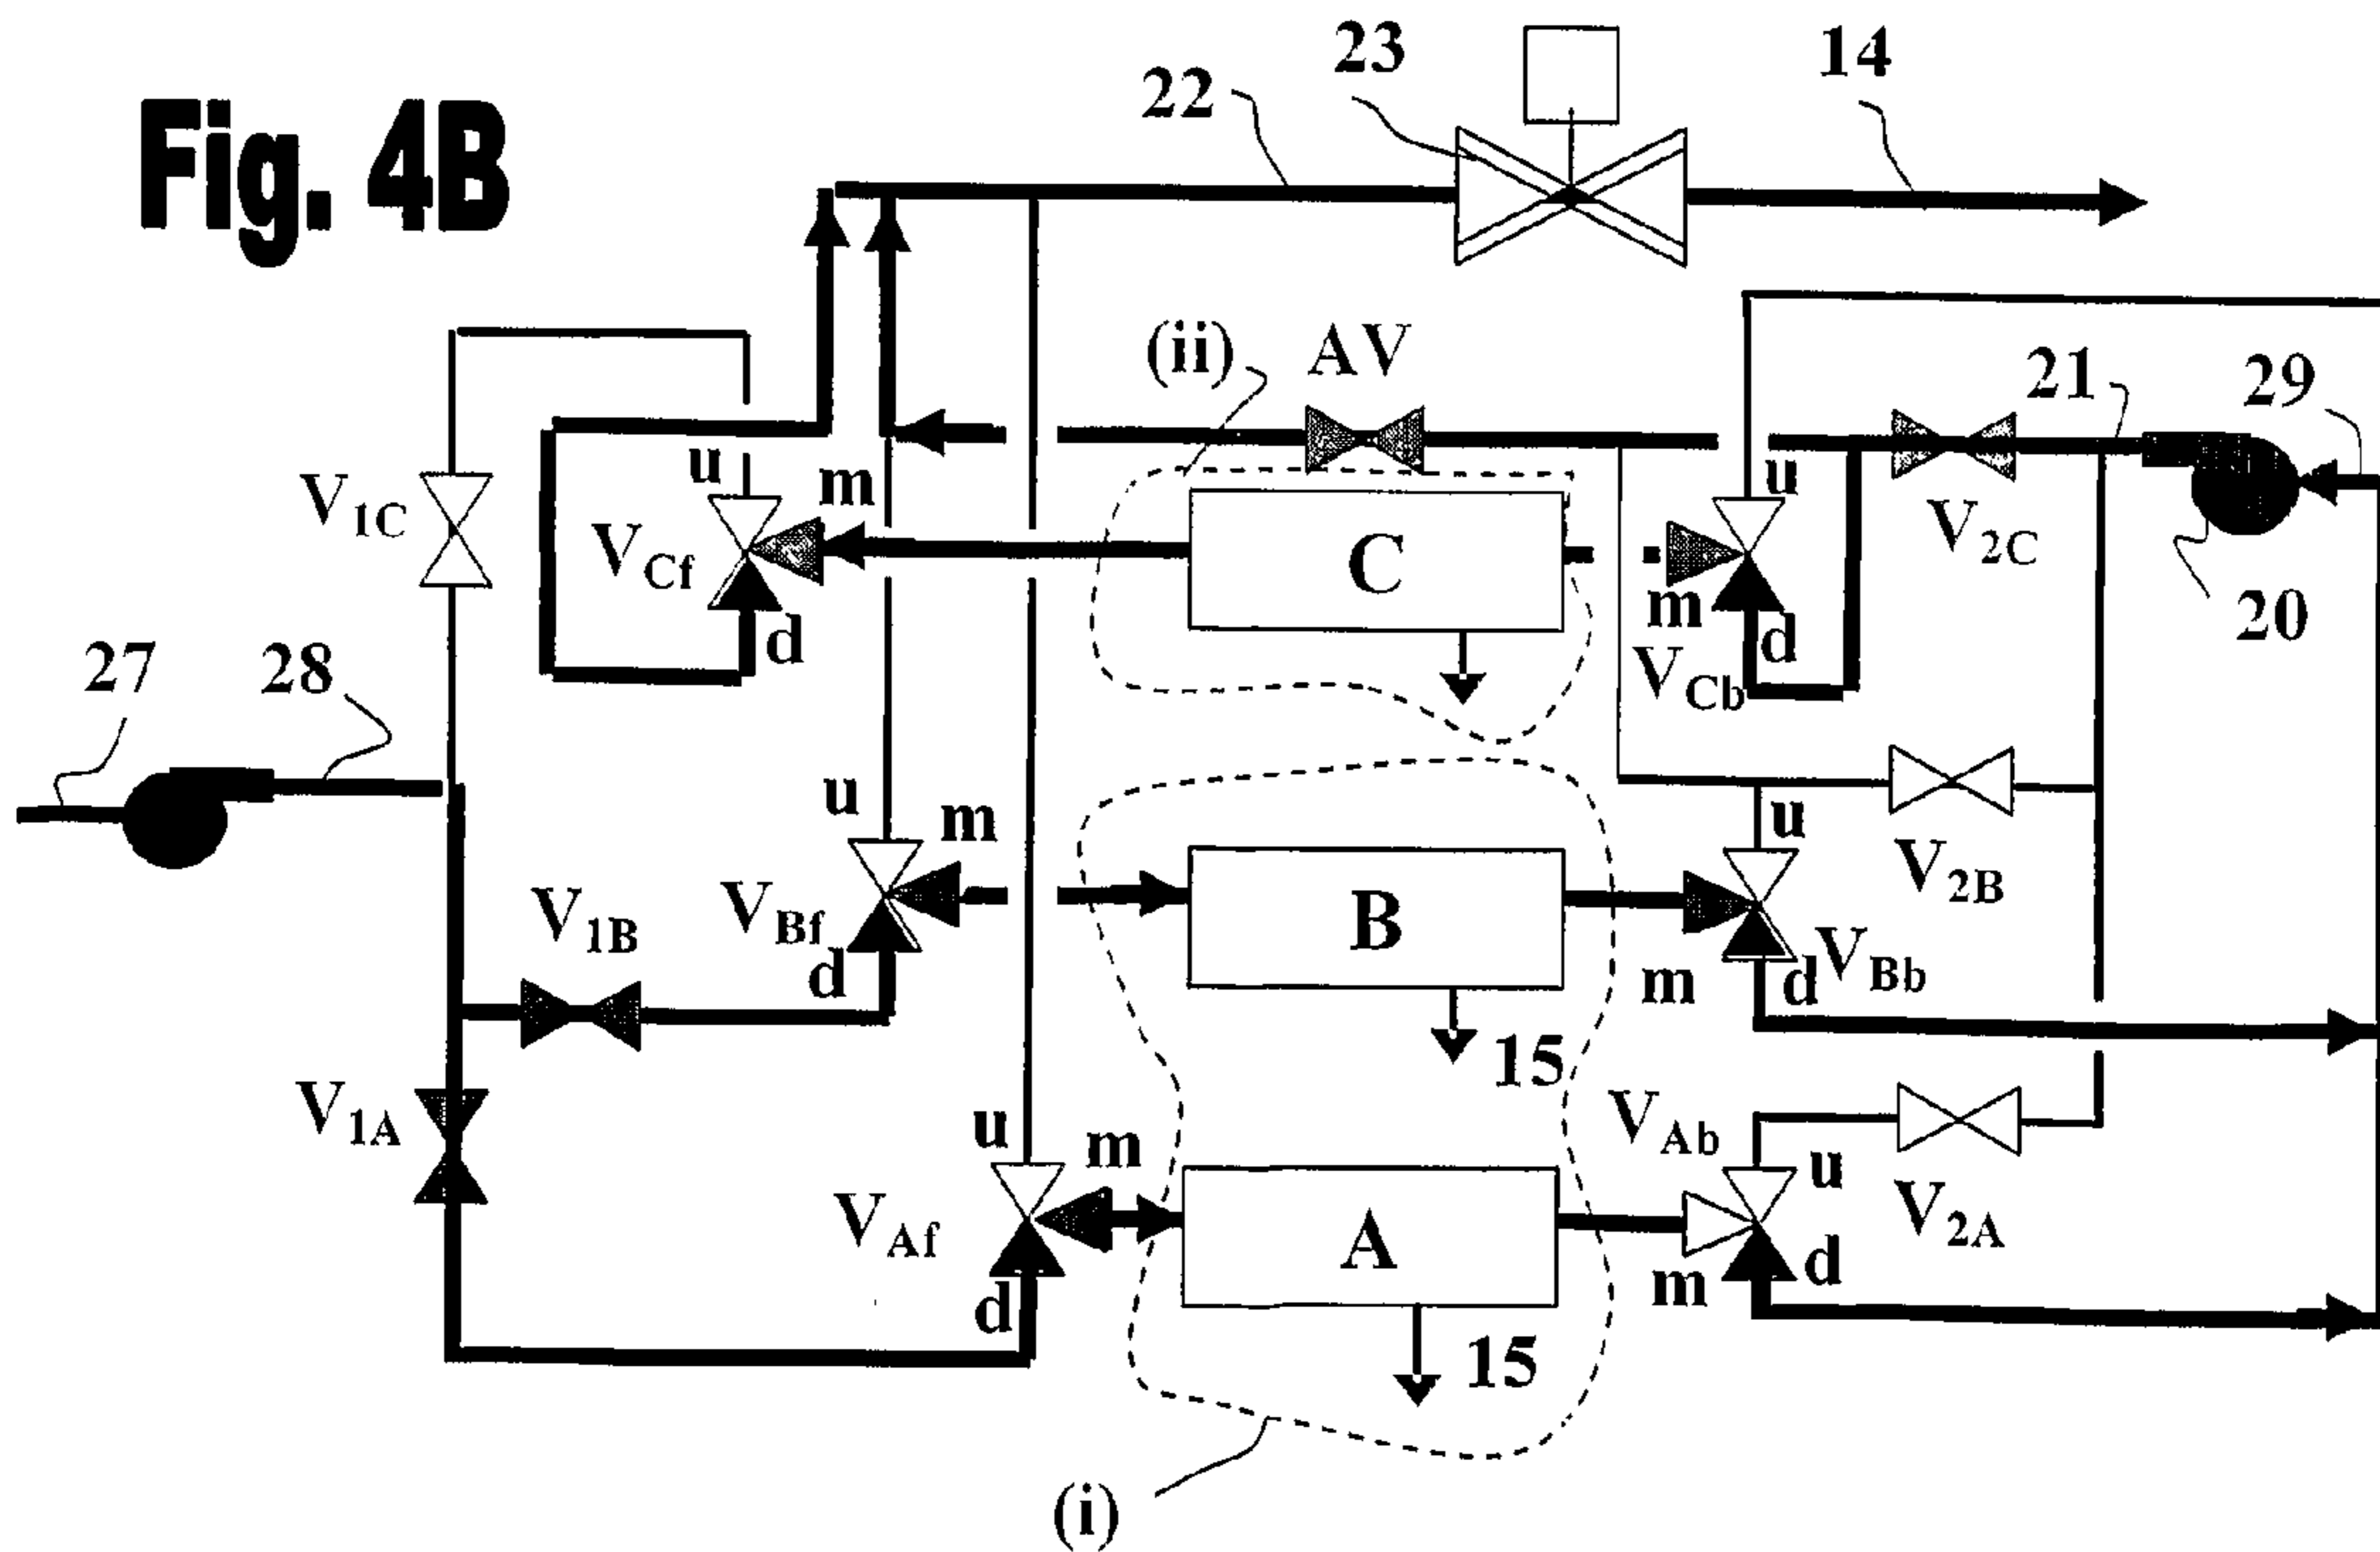 Fig. 4B
22
23
14
(ii)
AV
21
29
u
m
u
V1C
VCf
C
V2C
20
m
d
d
VCb
27
28
u
m
u
V2B
V1B
VBf
B
d
m
d
VBb
15
V1A
u
m
VAb
u
V2A
VAf
A
m
d
d
15
(i)